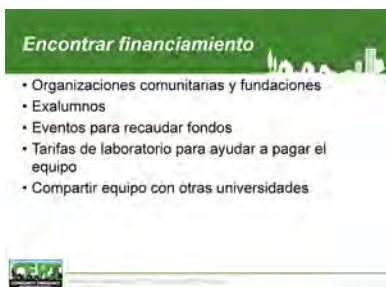 Encontrar financiamiento
• Organizaciones comunitarias y fundaciones
• Exalumnos
• Eventos para recaudar fondos
• Tarifas de laboratorio para ayudar a pagar el
equipo
• Compartir equipo con otras universidades